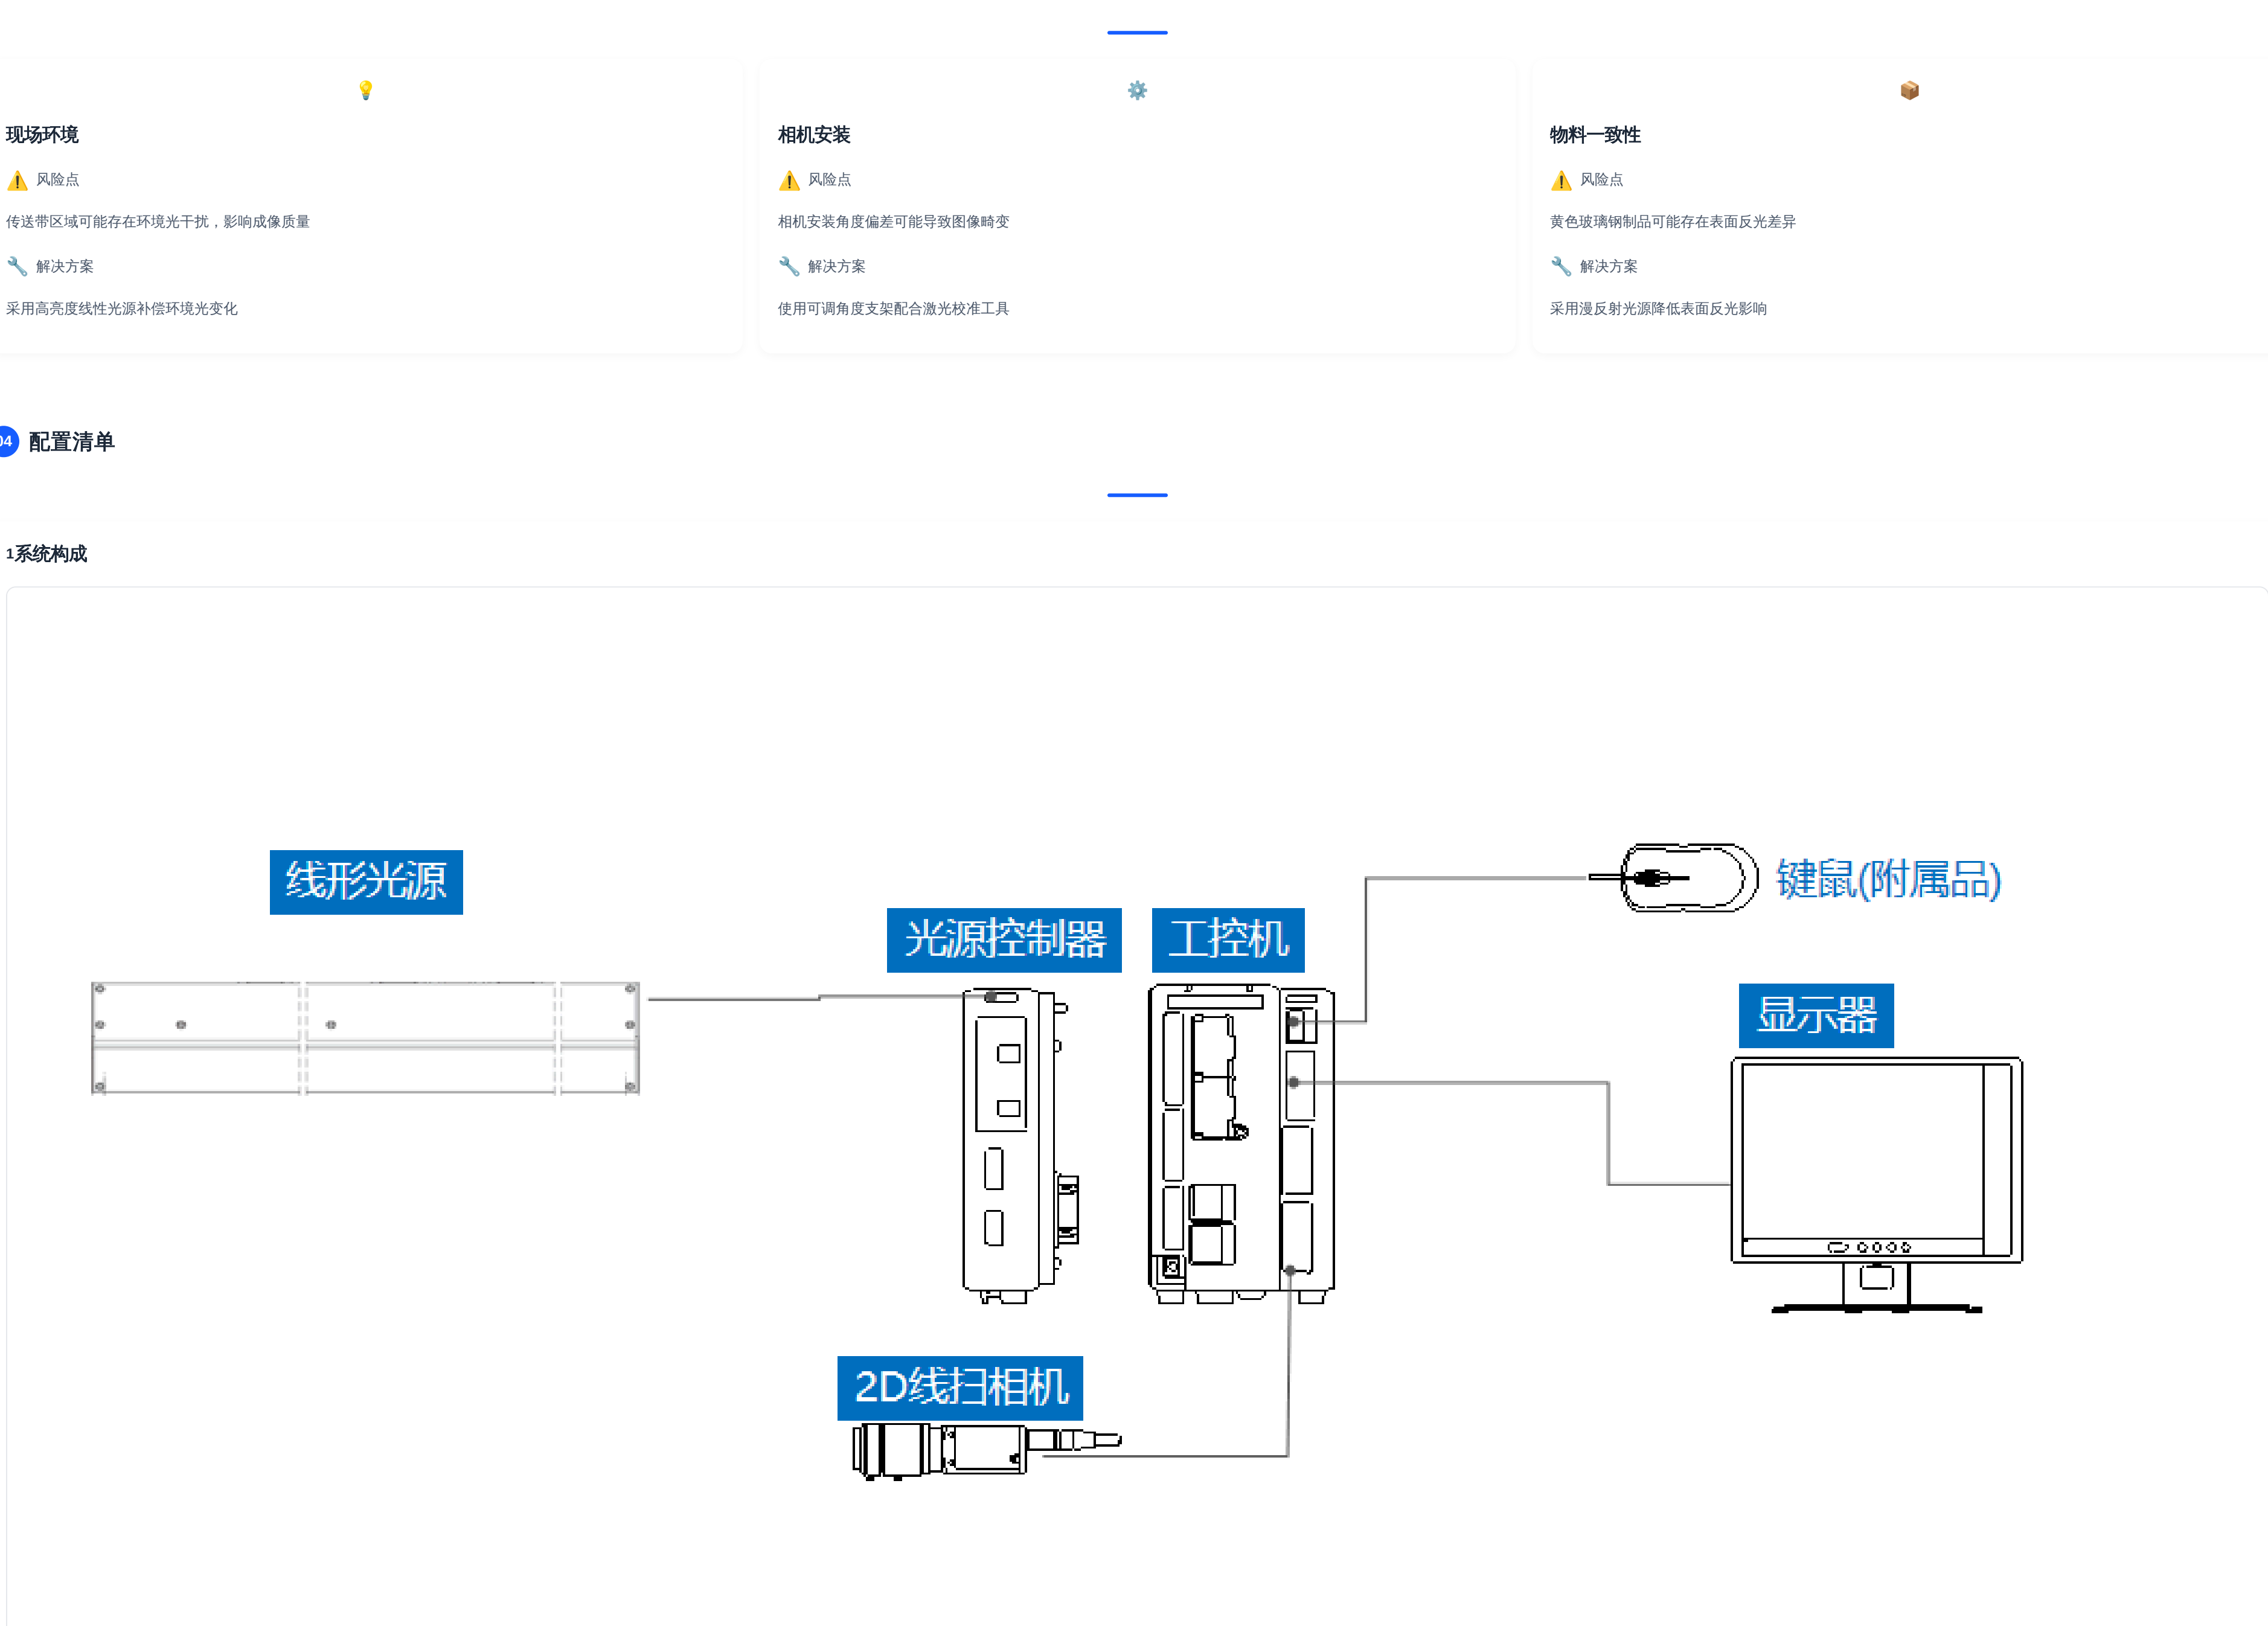 现场环境
⚠️ 风险点
传送带区域可能存在环境光干扰，影响成像质量
🔧 解决方案
采用高亮度线性光源补偿环境光变化
相机安装
⚠️ 风险点
相机安装角度偏差可能导致图像畸变
🔧 解决方案
使用可调角度支架配合激光校准工具
物料一致性
⚠️ 风险点
黄色玻璃钢制品可能存在表面反光差异
🔧 解决方案
采用漫反射光源降低表面反光影响
04 配置清单
1系统构成
线形光源
光源控制器
工控机
键鼠(附属品)
显示器
2D线扫相机